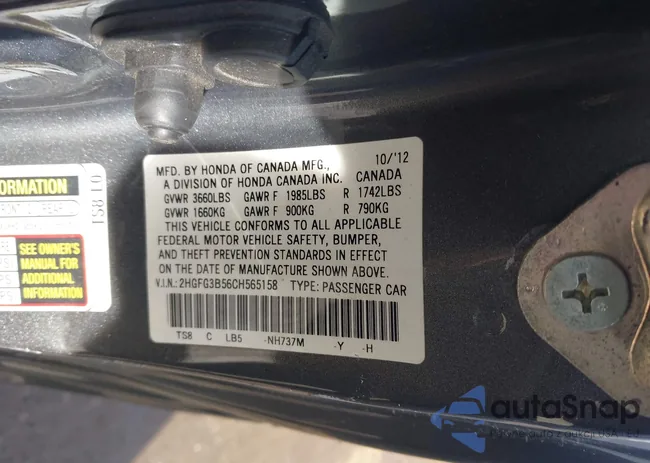 MFD. BY HONDA OF CANADA MFG., 10/'12
A DIVISION OF HONDA CANADA INC. CANADA
GVWR 3660LBS GAWR F 1985LBS R 1742LBS
GVWR 1660KG GAWR F 900KG R 790KG
THIS VEHICLE CONFORMS TO ALL APPLICABLE
FEDERAL MOTOR VEHICLE SAFETY, BUMPER,
AND THEFT PREVENTION STANDARDS IN EFFECT
ON THE DATE OF MANUFACTURE SHOWN ABOVE.
V.I.N.: 2HGFG3B56CH565158 TYPE: PASSENGER CAR
TS8 C LB5 -NH737M -Y -H
FORMATION
REAR
TS8 L0
SEE OWNER'S
MANUAL FOR
ADDITIONAL
INFORMATION
autaSnap